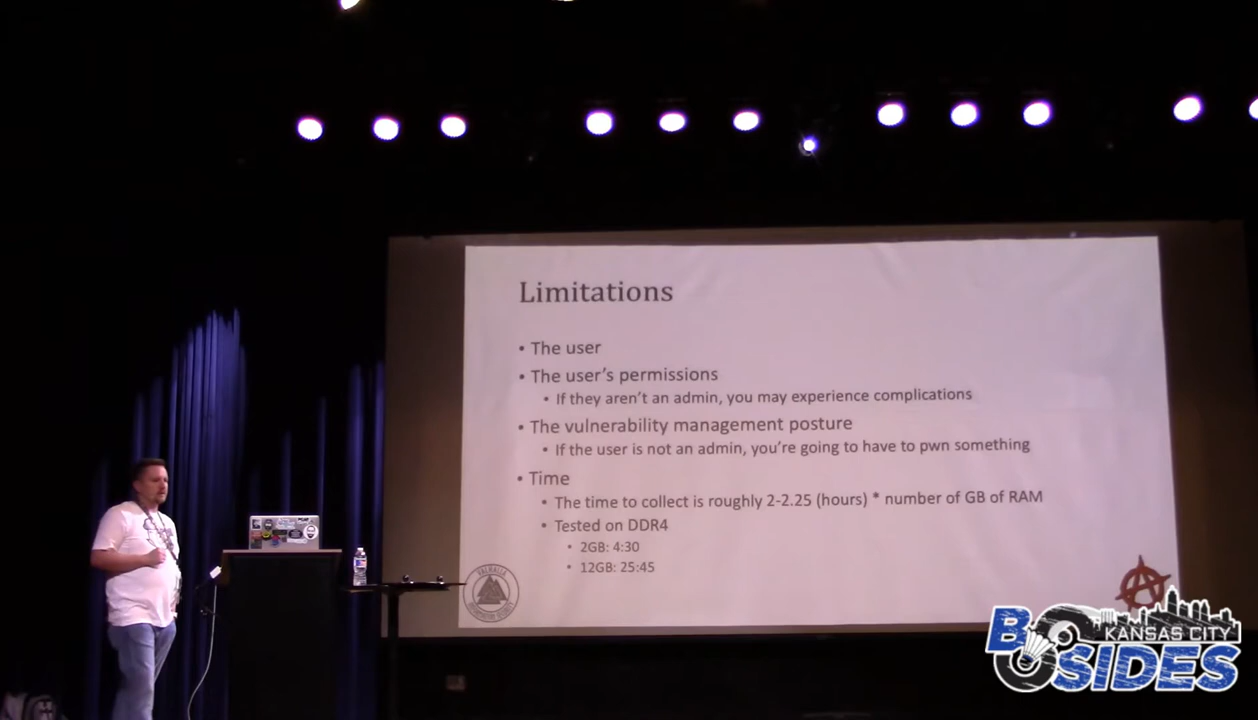 Limitations
• The user
• The user's permissions
• If they aren't an admin, you may experience complications
• The vulnerability management posture
• If the user is not an admin, you're going to have to pwn something
• Time
• The time to collect is roughly 2-2.25 (hours) * number of GB of RAM
• Tested on DDR4
• 2GB: 4:30
• 12GB: 25:45
VALHALLA
BSIDES
KANSAS CITY